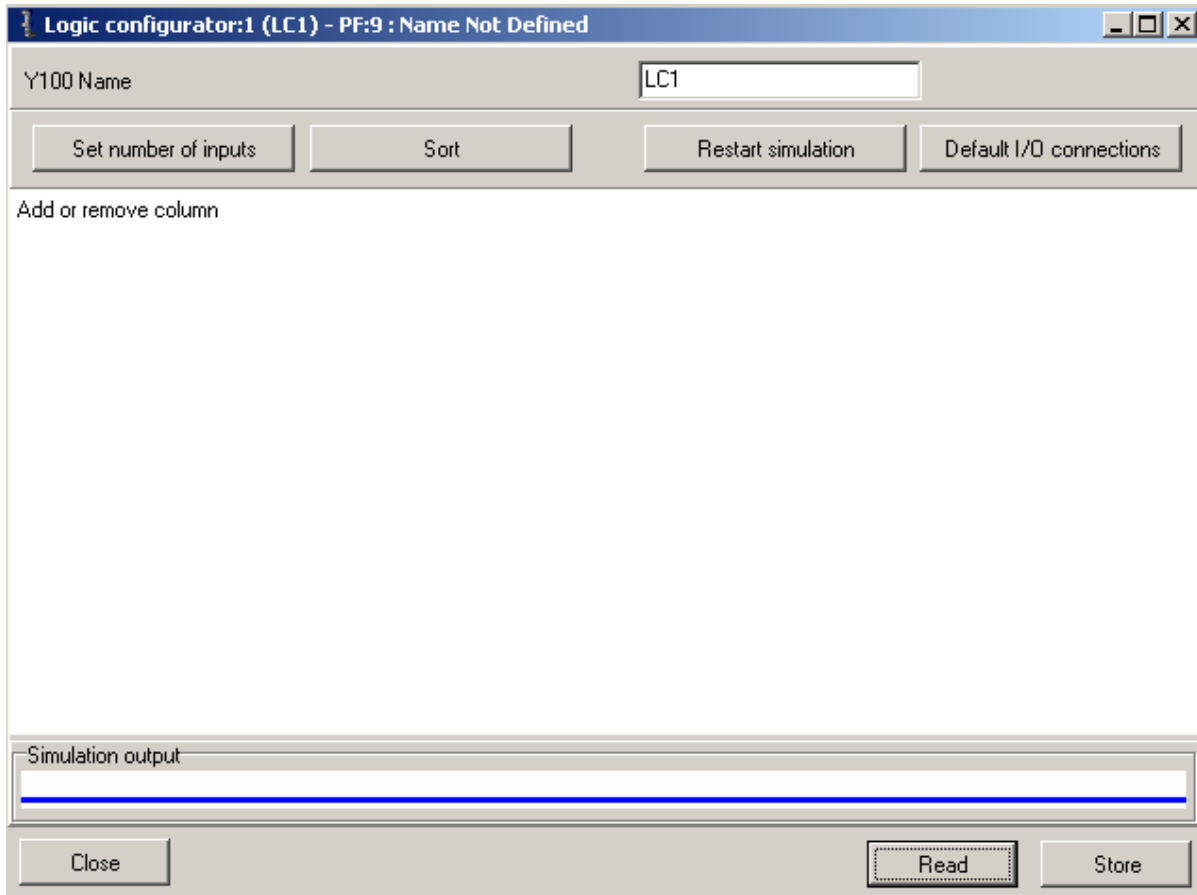 Logic configurator:1 (LC1) - PF:9 : Name Not Defined
Y100 Name LC1
Set number of inputs Sort Restart simulation Default I/O connections
Add or remove column
Simulation output
Close Read Store